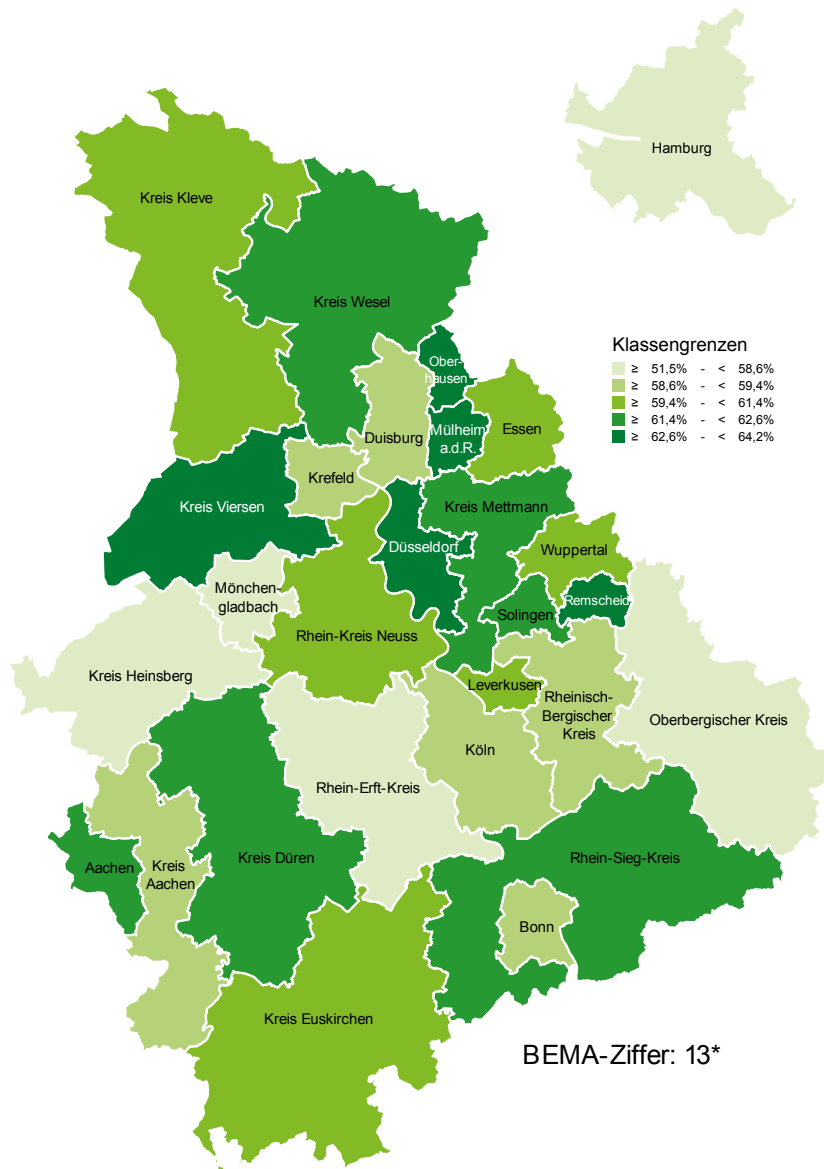 Hamburg
Kreis Kleve
Kreis Wesel
Klassengrenzen
≥ 51,5% - < 58,6%
≥ 58,6% - < 59,4%
≥ 59,4% - < 61,4%
≥ 61,4% - < 62,6%
≥ 62,6% - < 64,2%
Ober-
hausen
Duisburg
Mülheim
a.d.R.
Essen
Krefeld
Kreis Viersen
Kreis Mettmann
Düsseldorf
Wuppertal
Mönchen-
gladbach
Remscheid
Solingen
Rhein-Kreis Neuss
Kreis Heinsberg
Leverkusen
Rheinisch-
Bergischer
Kreis
Oberbergischer Kreis
Köln
Rhein-Erft-Kreis
Kreis Düren
Rhein-Sieg-Kreis
Aachen
Kreis
Aachen
Bonn
Kreis Euskirchen
BEMA-Ziffer: 13*